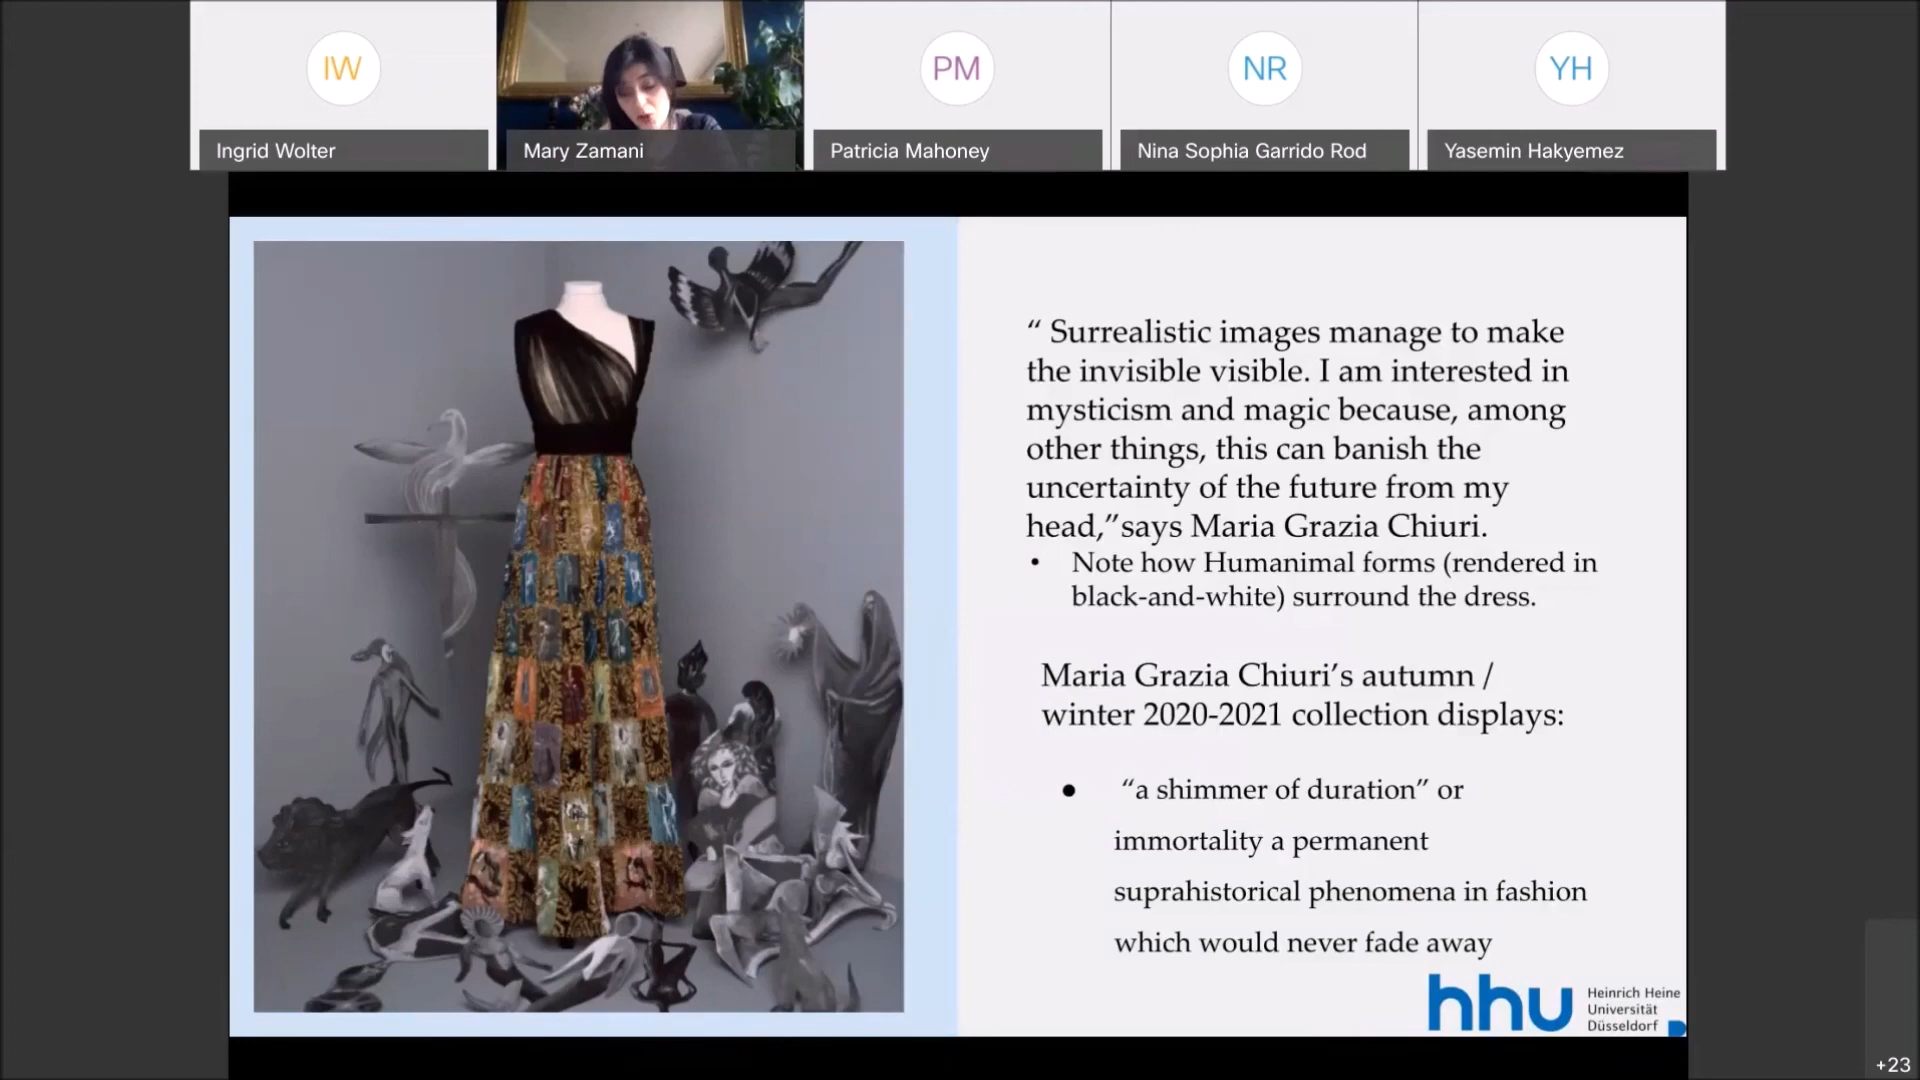 IW
PM
NR
YH
Ingrid Wolter
Mary Zamani
Patricia Mahoney
Nina Sophia Garrido Rod
Yasemin Hakyemez
“ Surrealistic images manage to make
the invisible visible. I am interested in
mysticism and magic because, among
other things, this can banish the
uncertainty of the future from my
head,”says Maria Grazia Chiuri.
• Note how Humanimal forms (rendered in
black-and-white) surround the dress.
Maria Grazia Chiuri’s autumn /
winter 2020-2021 collection displays:
● “a shimmer of duration” or
immortality a permanent
suprahistorical phenomena in fashion
which would never fade away
hhu
Heinrich Heine
Universität
Düsseldorf
+23